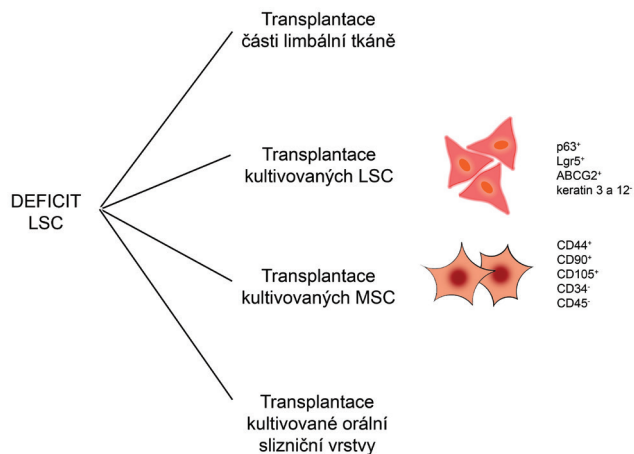 Transplantace
části limbální tkáně
Transplantace
kultivovaných LSC
p63⁺
Lgr5⁺
ABCG2⁺
keratin 3 a 12⁻
DEFICIT
LSC
Transplantace
kultivovaných MSC
CD44⁺
CD90⁺
CD105⁺
CD34⁻
CD45⁻
Transplantace
kultivované orální
slizniční vrstvy